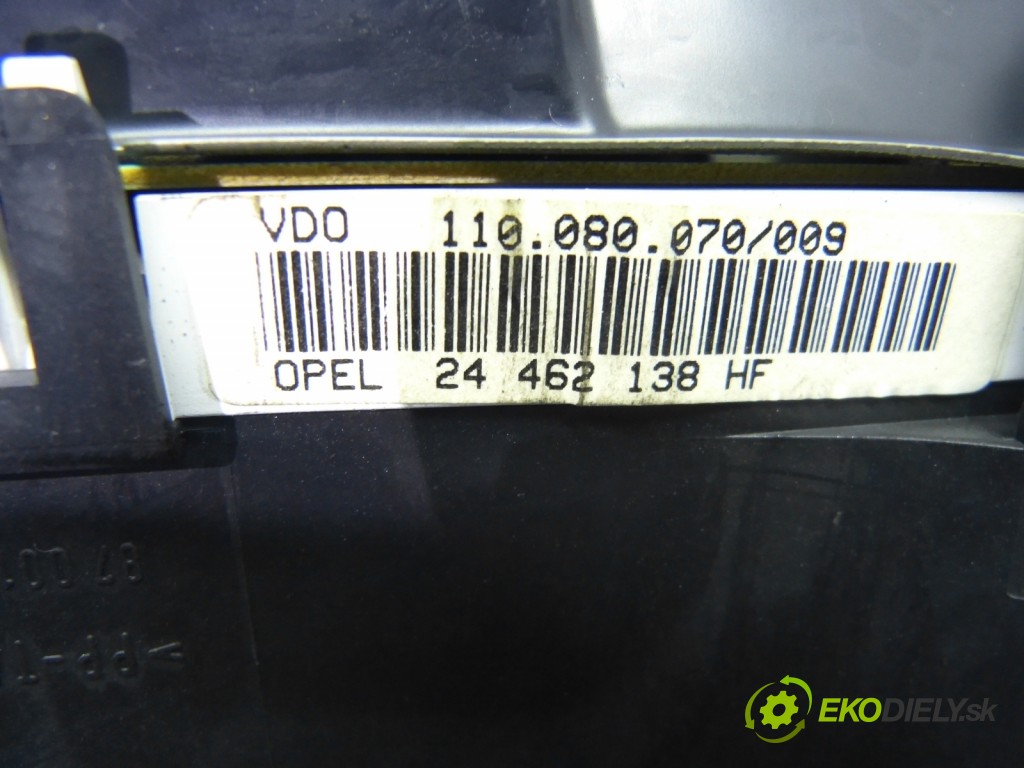 VDO 110.080.070/009
OPEL 24 462 138 HF
EKODIELY.sk